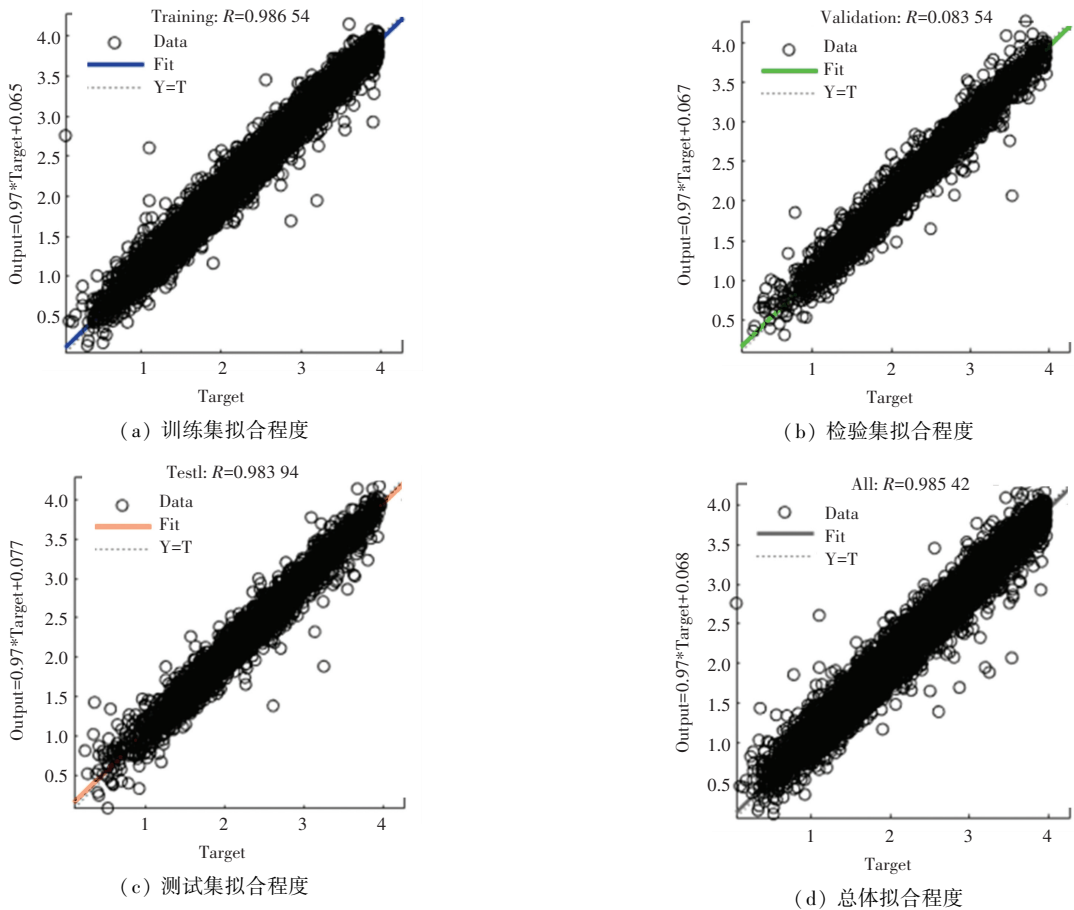 Training: R=0.986 54
Data
Fit
Y=T
4.0
3.5
3.0
2.5
2.0
1.5
1.0
0.5
Output=0.97*Target+0.065
1 2 3 4
Target
(a) 训练集拟合程度
Validation: R=0.083 54
Data
Fit
Y=T
4.0
3.5
3.0
2.5
2.0
1.5
1.0
0.5
Output=0.97*Target+0.067
1 2 3 4
Target
(b) 检验集拟合程度
Testl: R=0.983 94
Data
Fit
Y=T
4.0
3.5
3.0
2.5
2.0
1.5
1.0
0.5
Output=0.97*Target+0.077
1 2 3 4
Target
(c) 测试集拟合程度
All: R=0.985 42
Data
Fit
Y=T
4.0
3.5
3.0
2.5
2.0
1.5
1.0
0.5
Output=0.97*Target+0.068
1 2 3 4
Target
(d) 总体拟合程度